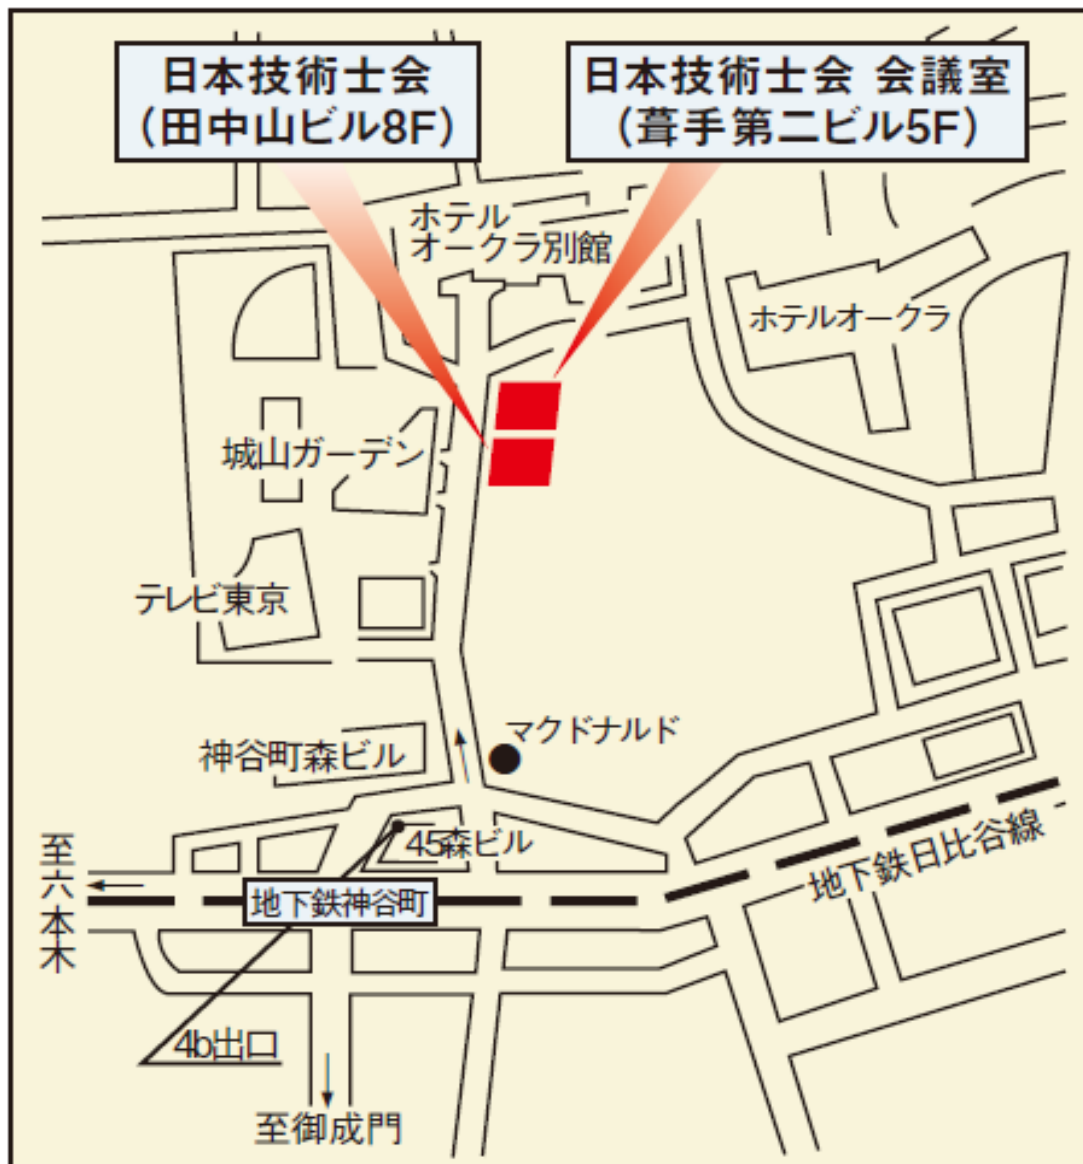 日本技術士会
（田中山ビル8F）
日本技術士会 会議室
（葺手第二ビル5F）
ホテル
オークラ別館
ホテルオークラ
城山ガーデン
テレビ東京
マクドナルド
神谷町森ビル
45森ビル
至六本木
地下鉄神谷町
地下鉄日比谷線
4b出口
至御成門